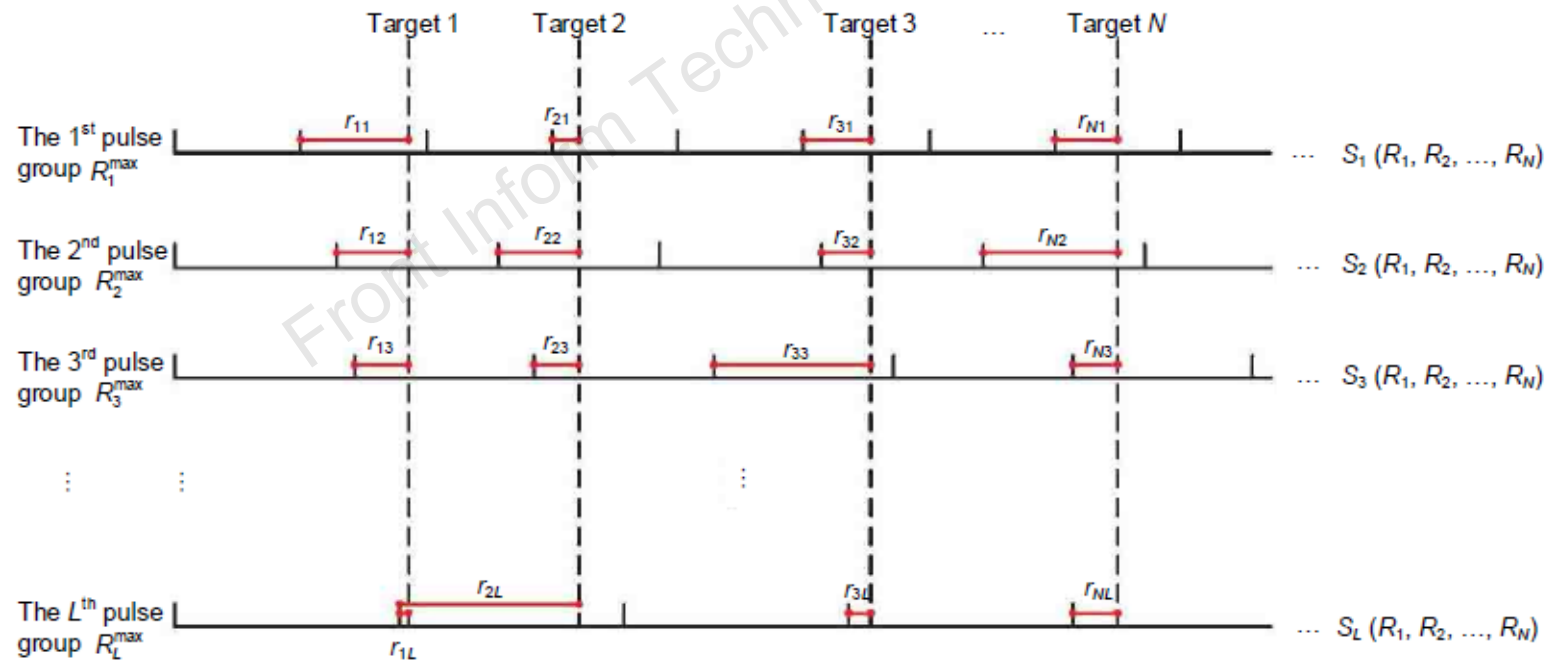 Target 1 Target 2 Target 3 ... Target N
The 1st pulse group R1max r11 r21 r31 rN1 ... S1 (R1, R2, ..., RN)
The 2nd pulse group R2max r12 r22 r32 rN2 ... S2 (R1, R2, ..., RN)
The 3rd pulse group R3max r13 r23 r33 rN3 ... S3 (R1, R2, ..., RN)
⋮ ⋮ ⋮
The Lth pulse group RLmax r1L r2L r3L rNL ... SL (R1, R2, ..., RN)
Front Inform Techn